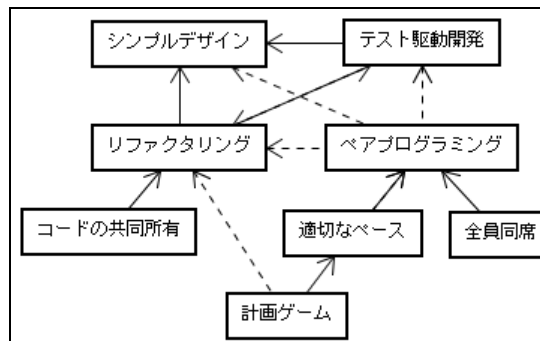 シンプルデザイン
テスト駆動開発
リファクタリング
ペアプログラミング
コードの共同所有
適切なペース
全員同席
計画ゲーム